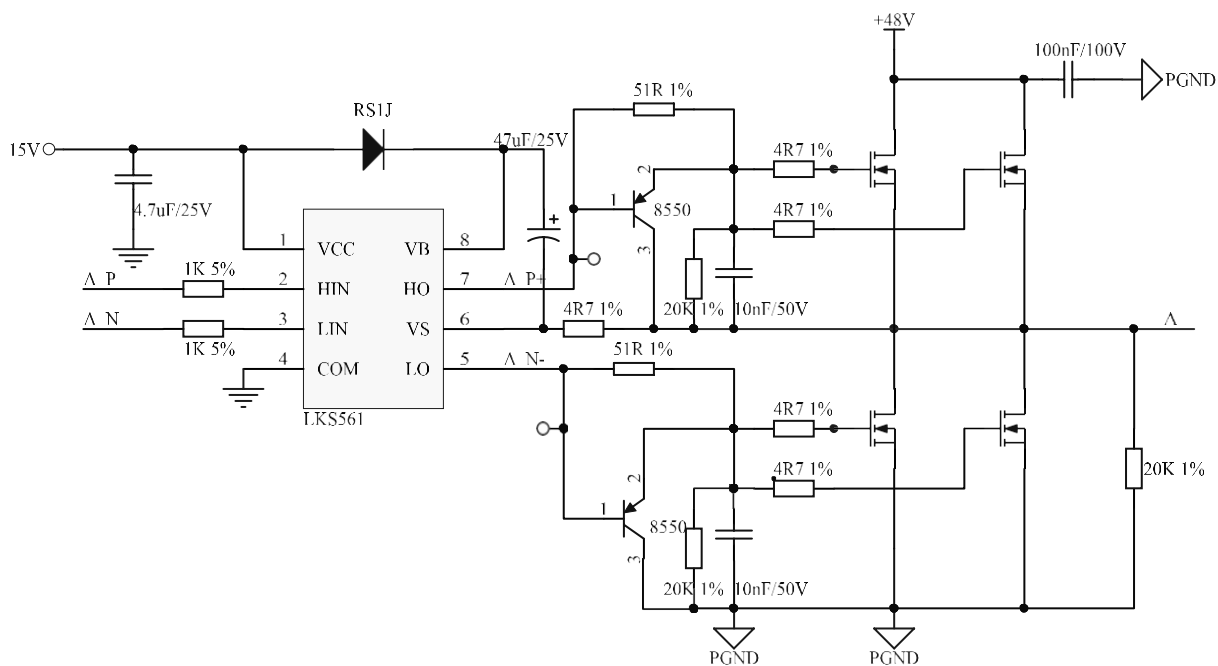 +48V
100nF/100V
PGND
51R 1%
RS1J
47uF/25V
15V
4R7 1%
2
1
8550
3
4.7uF/25V
4R7 1%
1
VCC
VB
8
1K 5%
Λ P
2
HIN
HO
7
Λ P+
20K 1%
10nF/50V
4R7 1%
Λ N
3
LIN
VS
6
Λ
1K 5%
51R 1%
4
COM
LO
5
Λ N-
LKS561
4R7 1%
4R7 1%
20K 1%
2
1
8550
3
20K 1%
10nF/50V
PGND
PGND